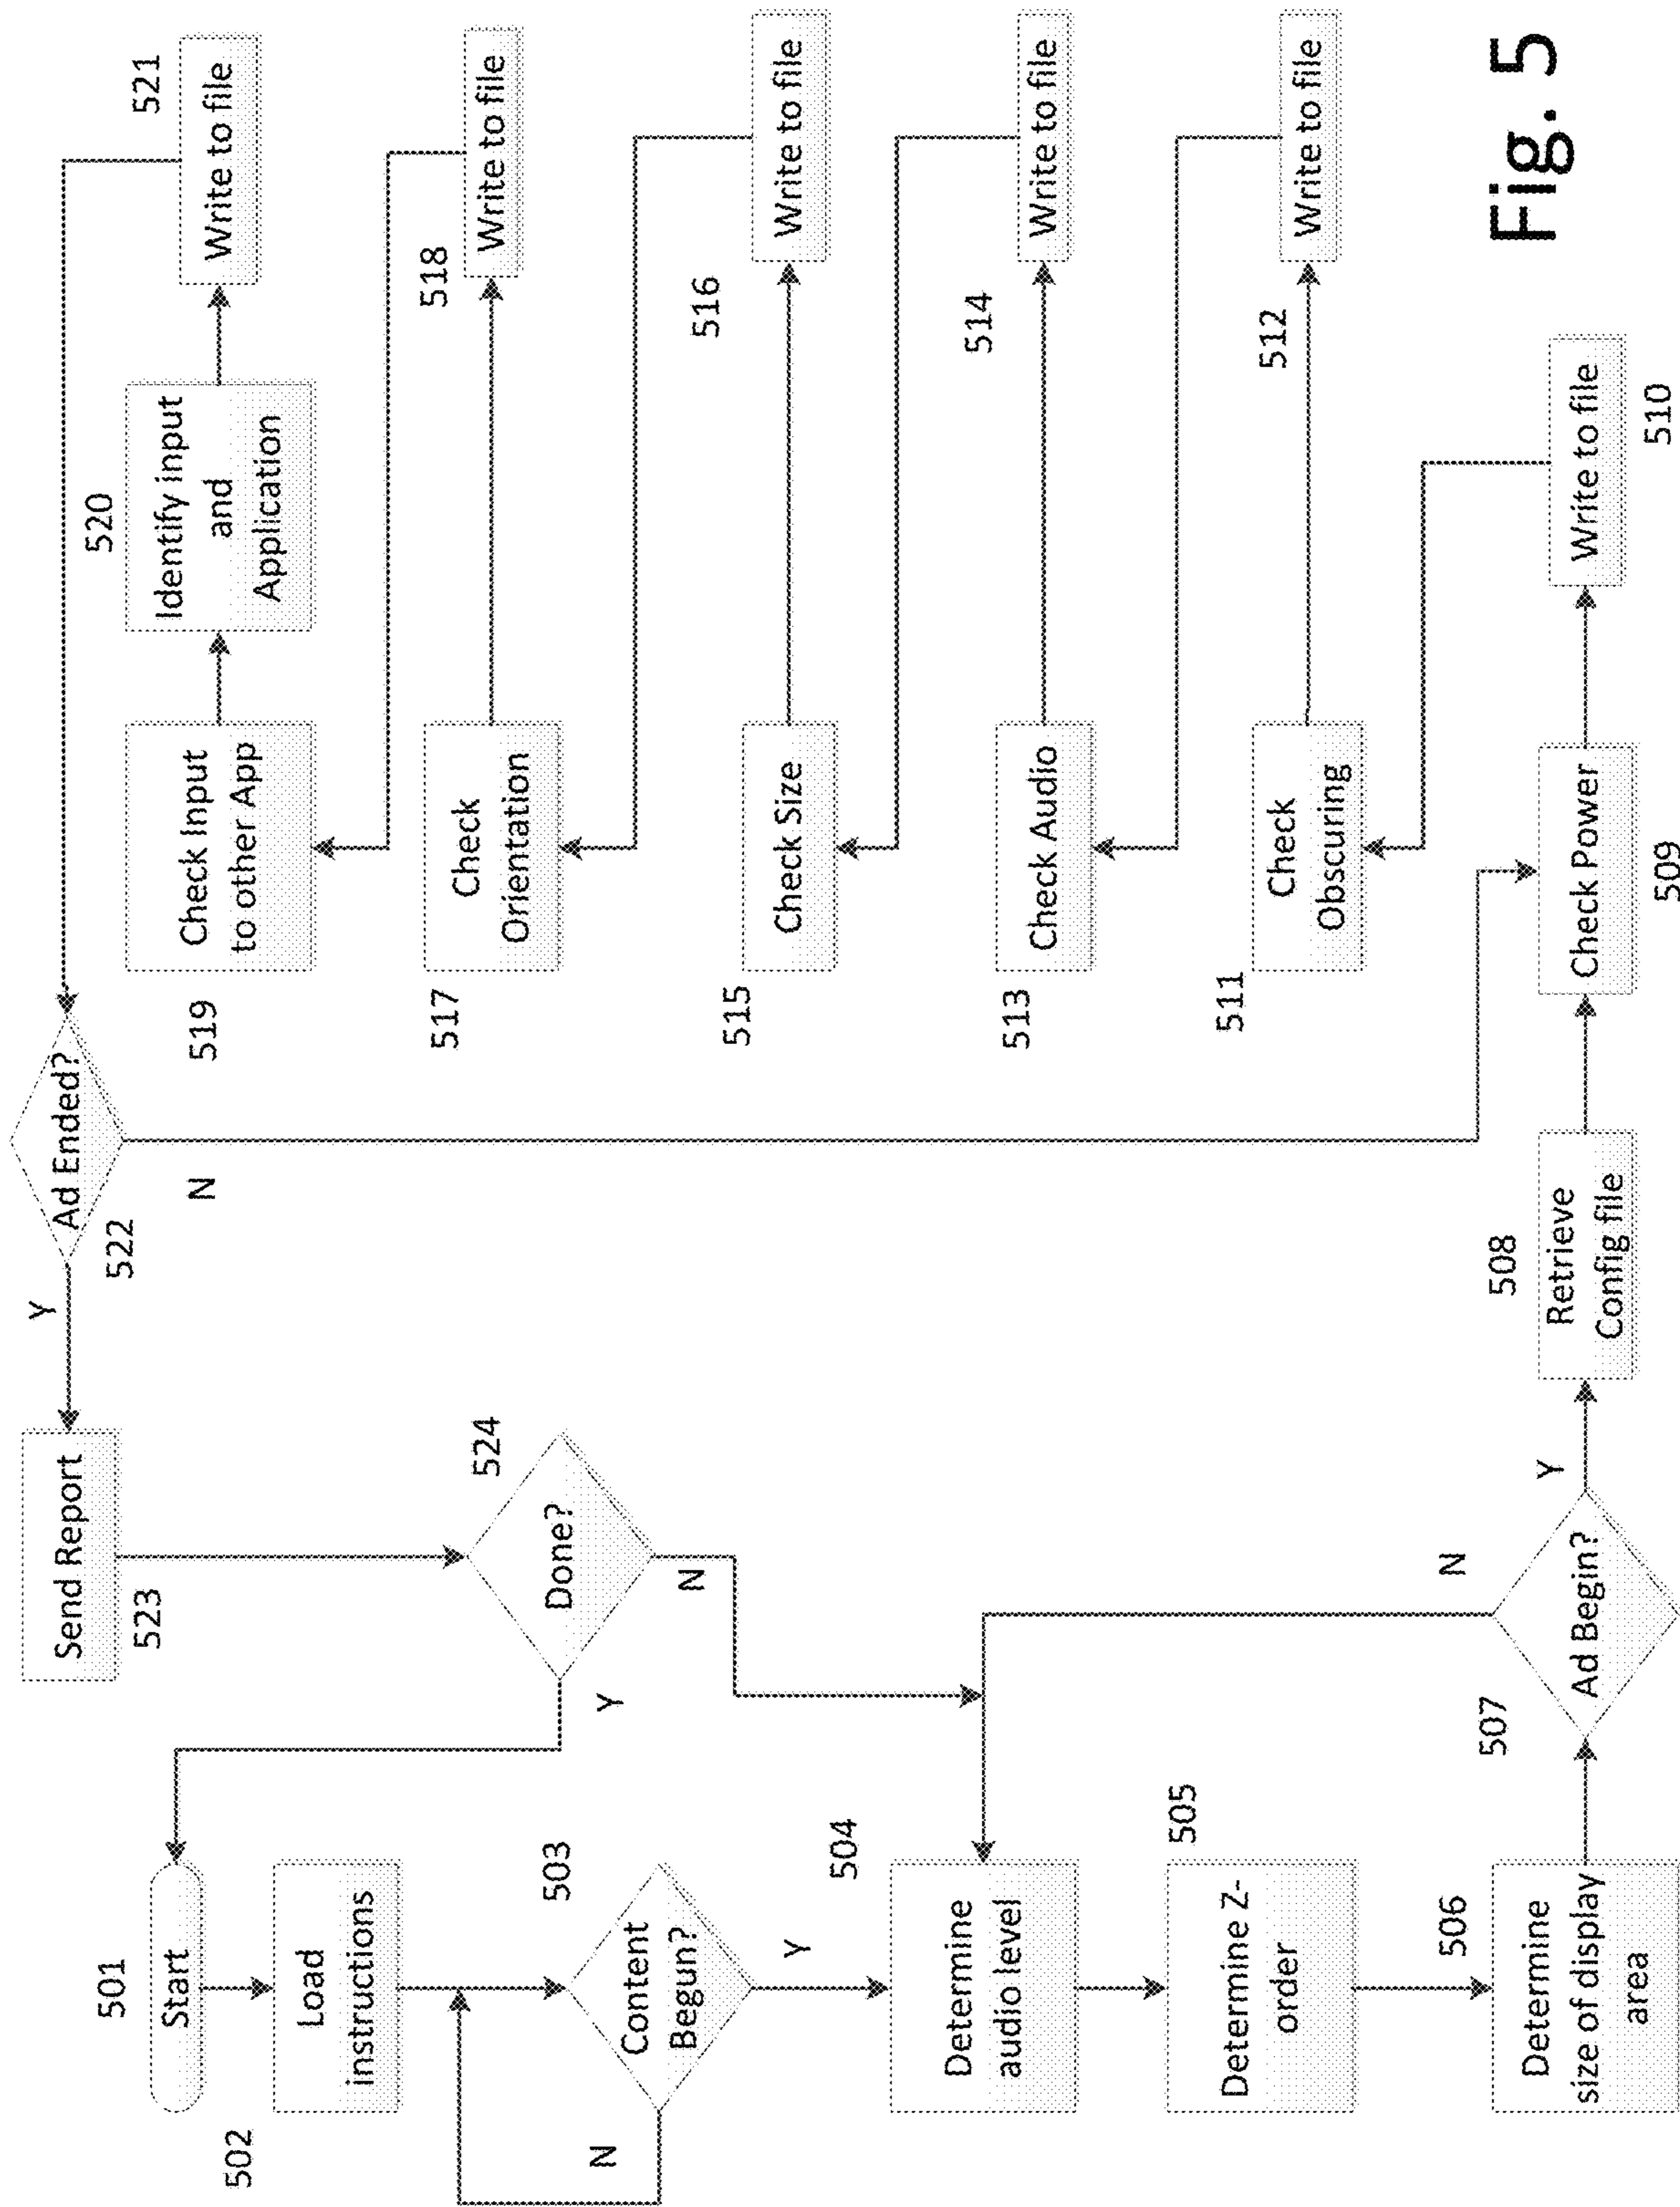 501
Start
502
Load
instructions
503
Content
Begun?
N
Y
504
Determine
audio level
505
Determine Z-
order
506
Determine
size of display
area
507
Ad Begin?
N
Y
508
Retrieve
Config file
509
Check Power
510
Write to file
511
Check
Obscuring
512
Write to file
513
Check Audio
514
Write to file
515
Check Size
516
Write to file
517
Check
Orientation
518
Write to file
519
Check Input
to other App
520
Identify input
and
Application
521
Write to file
522
Ad Ended?
N
Y
523
Send Report
524
Done?
N
Y
Fig. 5